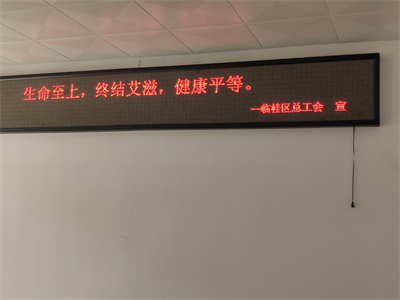 生命至上，终结艾滋，健康平等。
—临桂区总工会 宣